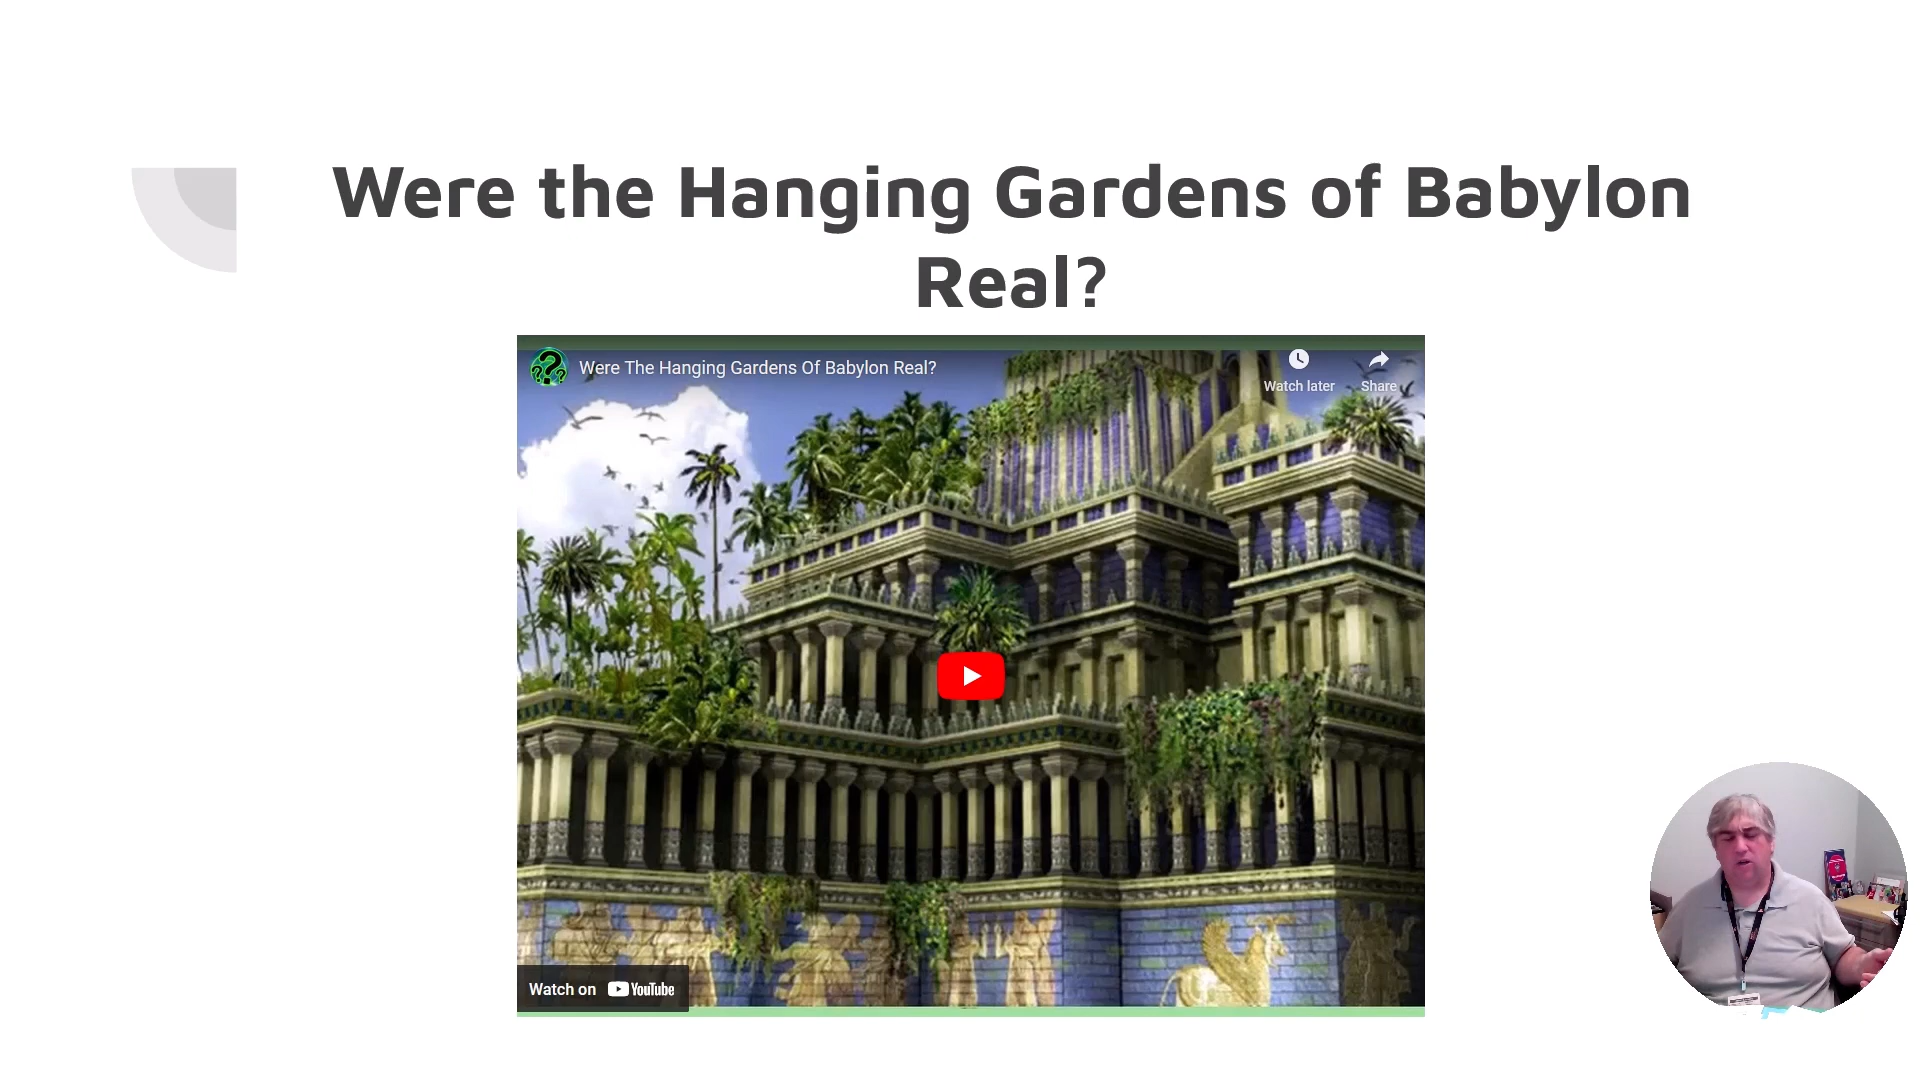 Were the Hanging Gardens of Babylon
Real?
Were The Hanging Gardens Of Babylon Real?
Watch later
Share
Watch on YouTube